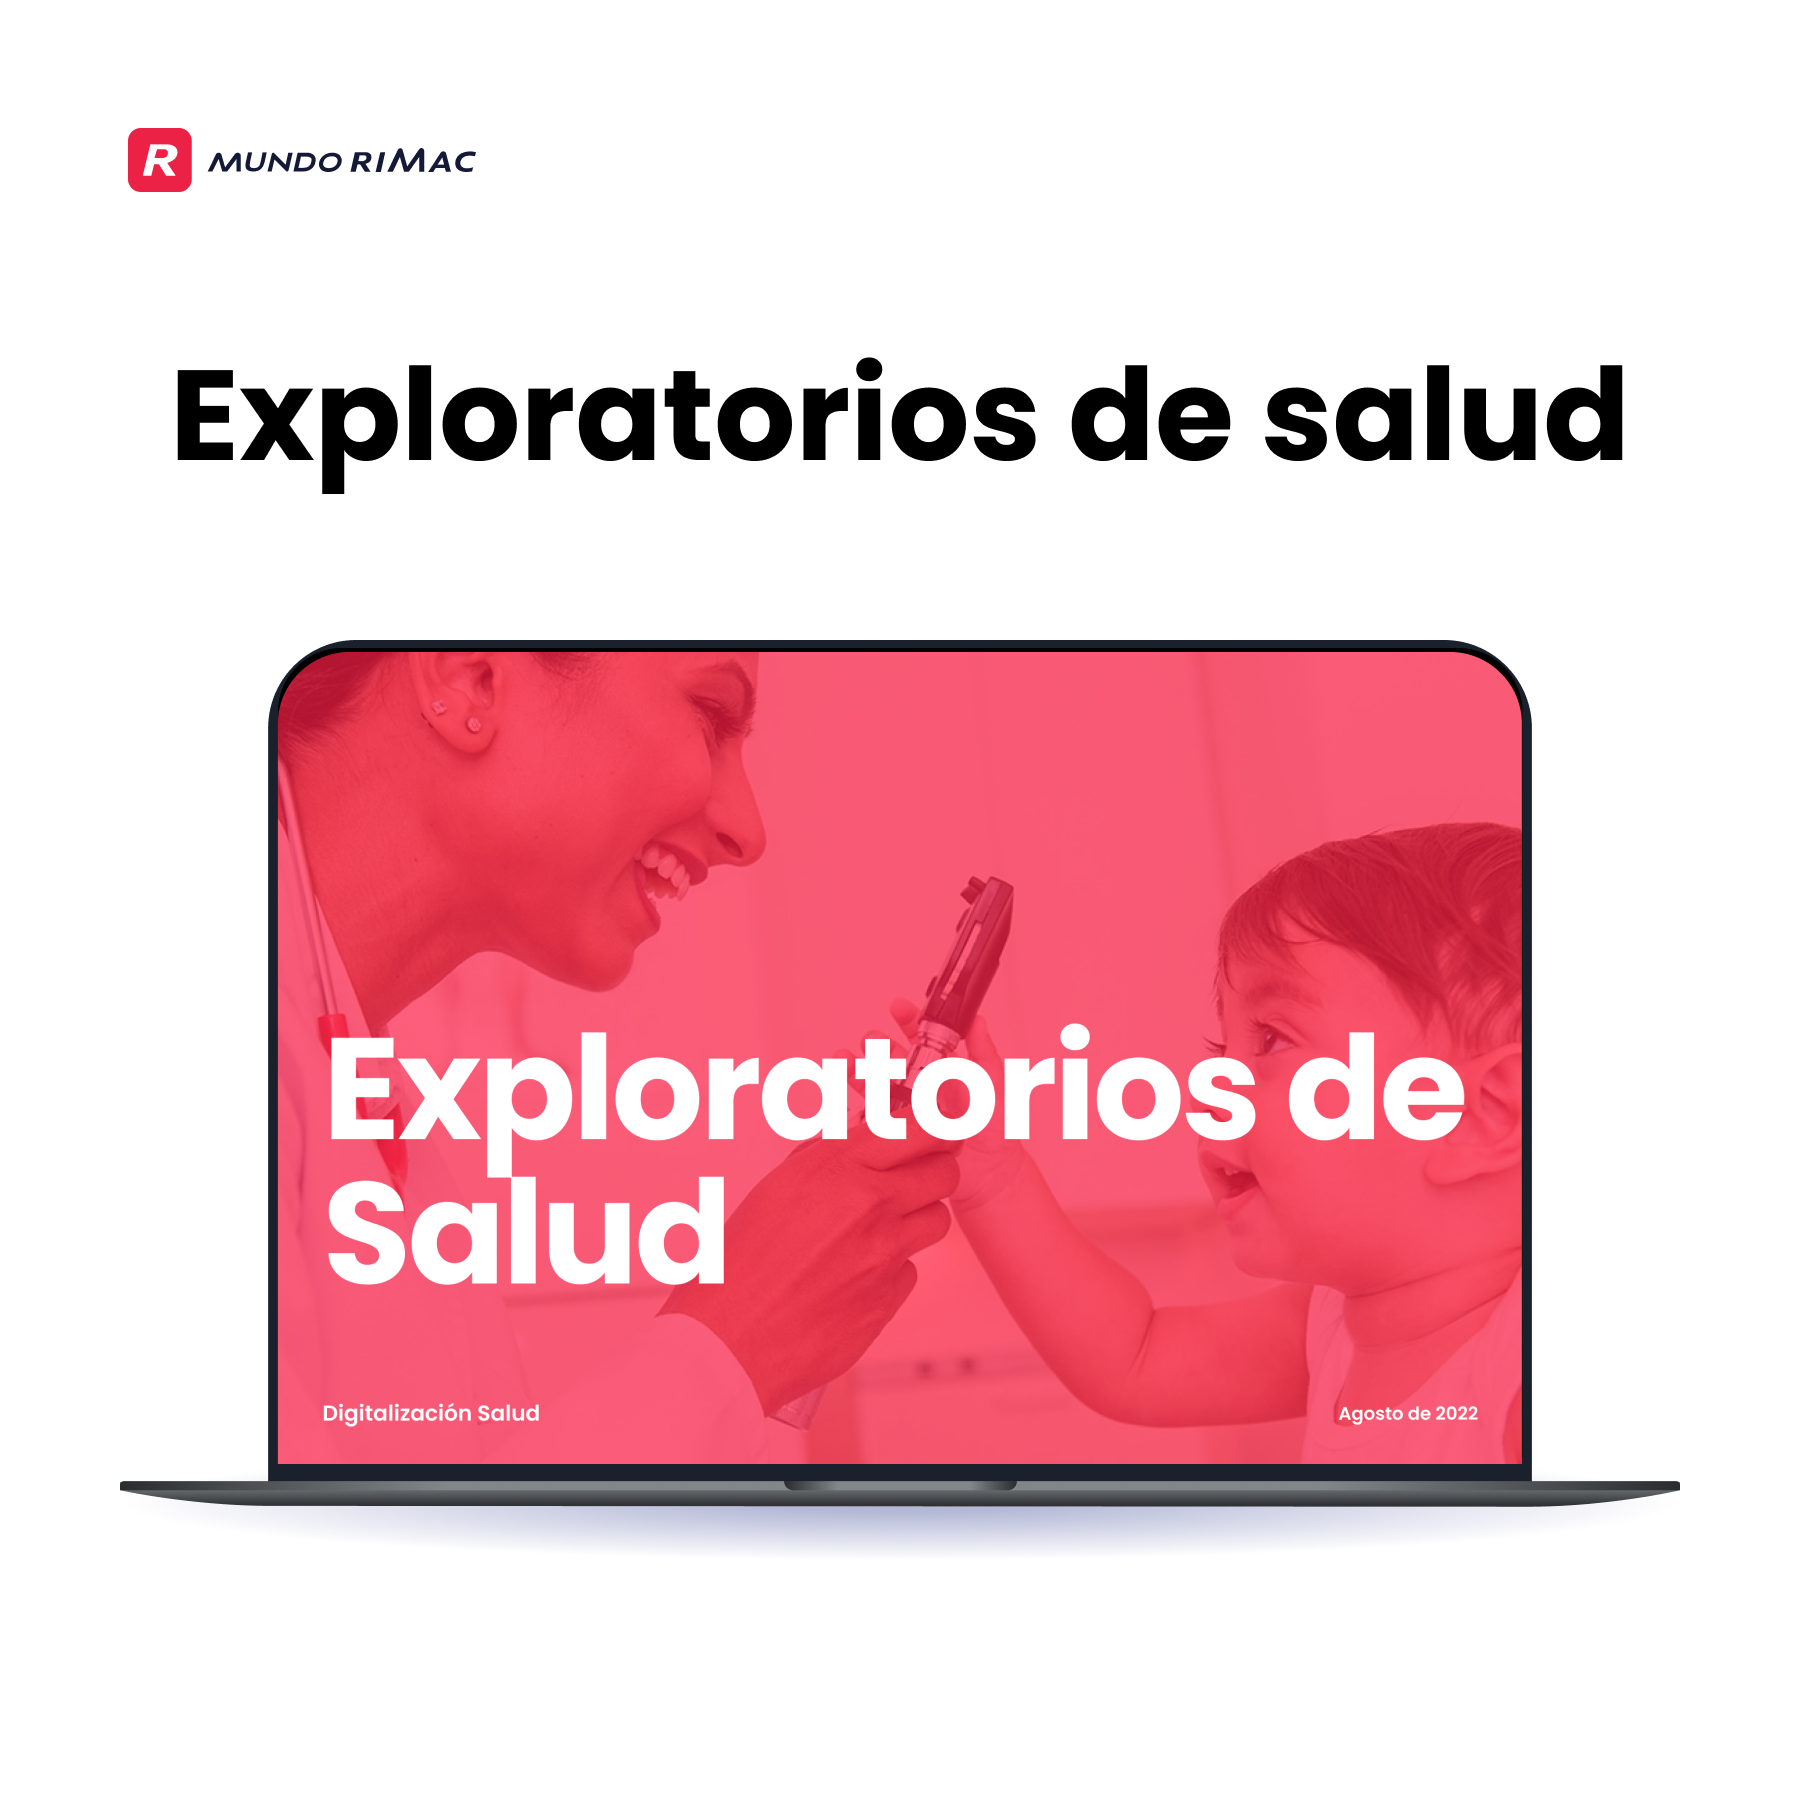 R MUNDO RIMAC
Exploratorios de salud
Exploratorios de
Salud
Digitalización Salud
Agosto de 2022